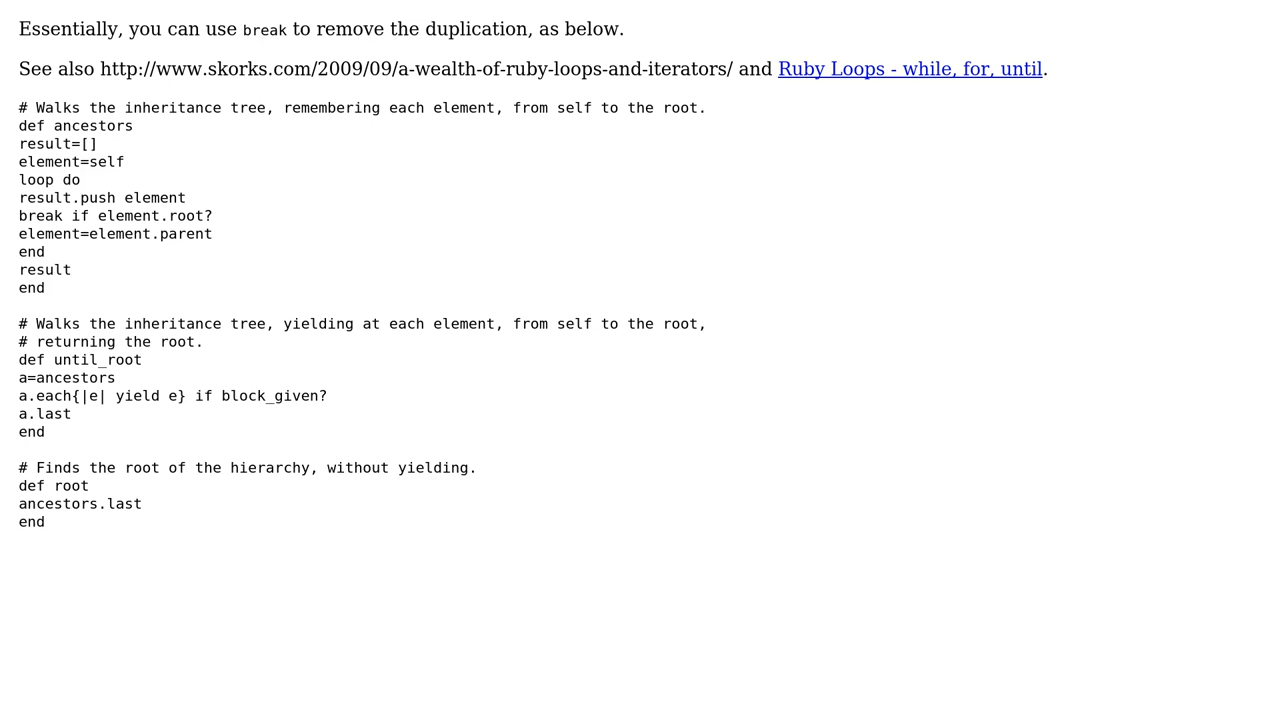 Essentially, you can use break to remove the duplication, as below.
See also http://www.skorks.com/2009/09/a-wealth-of-ruby-loops-and-iterators/ and Ruby Loops - while, for, until.
# Walks the inheritance tree, remembering each element, from self to the root.
def ancestors
result=[]
element=self
loop do
result.push element
break if element.root?
element=element.parent
end
result
end
# Walks the inheritance tree, yielding at each element, from self to the root,
# returning the root.
def until_root
a=ancestors
a.each{|e| yield e} if block_given?
a.last
end
# Finds the root of the hierarchy, without yielding.
def root
ancestors.last
end